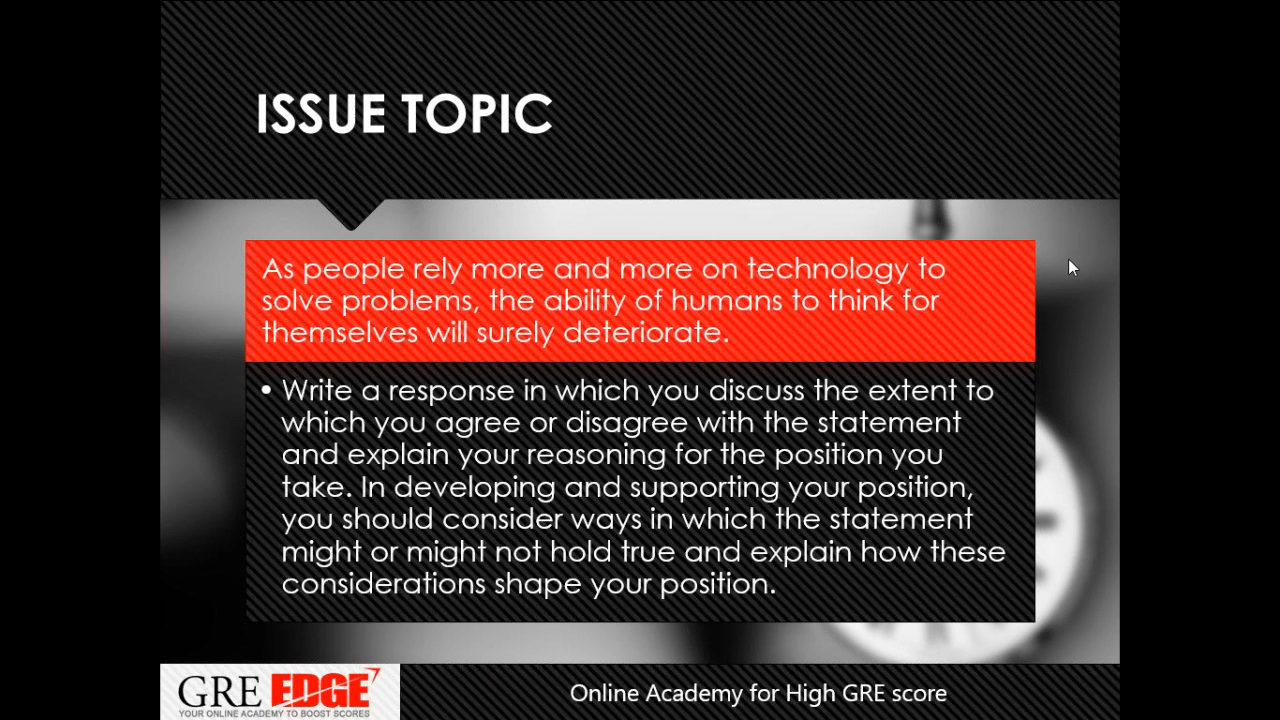 ISSUE TOPIC
As people rely more and more on technology to
solve problems, the ability of humans to think for
themselves will surely deteriorate.
• Write a response in which you discuss the extent to
which you agree or disagree with the statement
and explain your reasoning for the position you
take. In developing and supporting your position,
you should consider ways in which the statement
might or might not hold true and explain how these
considerations shape your position.
GRE EDGE
YOUR ONLINE ACADEMY TO BOOST SCORES
Online Academy for High GRE score